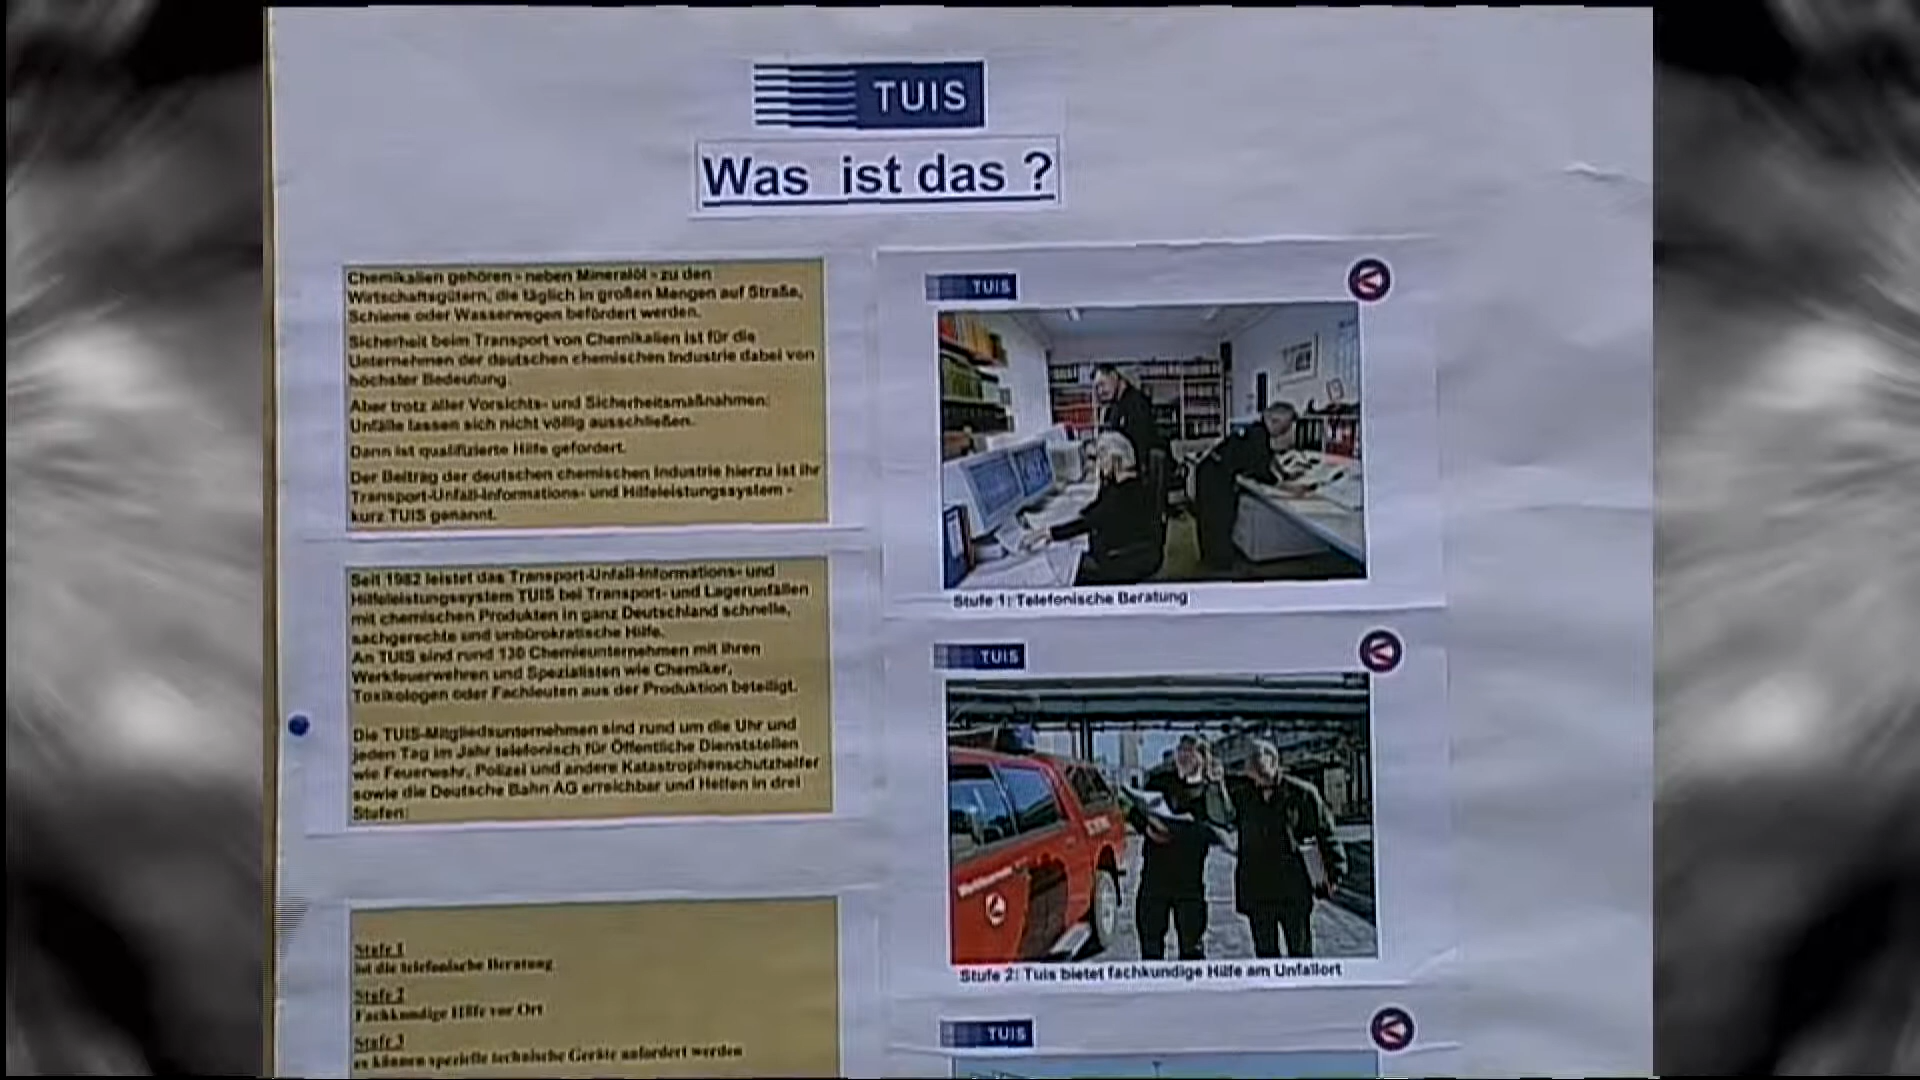 TUIS
Was ist das ?
Chemikalien gehören - neben Mineralöl - zu den
Wirtschaftsgütern, die täglich in großen Mengen auf Straße,
Schiene oder Wasserwegen befördert werden.
Sicherheit beim Transport von Chemikalien ist für die
Unternehmen der deutschen chemischen Industrie dabei von
höchster Bedeutung.
Aber trotz aller Vorsichts- und Sicherheitsmaßnahmen:
Unfälle lassen sich nicht völlig ausschließen.
Dann ist qualifizierte Hilfe gefordert.
Der Beitrag der deutschen chemischen Industrie hierzu ist ihr
Transport-Unfall-Informations- und Hilfeleistungssystem -
kurz TUIS genannt.
Seit 1982 leistet das Transport-Unfall-Informations- und
Hilfeleistungssystem TUIS bei Transport- und Lagerunfällen
mit chemischen Produkten in ganz Deutschland schnelle,
sachgerechte und unbürokratische Hilfe.
An TUIS sind rund 130 Chemieunternehmen mit ihren
Werkfeuerwehren und Spezialisten wie Chemiker,
Toxikologen oder Fachleuten aus der Produktion beteiligt.
Die TUIS-Mitgliedsunternehmen sind rund um die Uhr und
jeden Tag im Jahr telefonisch für Öffentliche Dienststellen
wie Feuerwehr, Polizei und andere Katastrophenschutzhelfer
sowie die Deutsche Bahn AG erreichbar und Helfen in drei
Stufen:
Stufe 1
ist die telefonische Beratung
Stufe 2
Fachkundige Hilfe vor Ort
Stufe 3
es können spezielle technische Geräte anfordert werden
TUIS
Stufe 1: Telefonische Beratung
TUIS
Stufe 2: Tuis bietet fachkundige Hilfe am Unfallort
TUIS